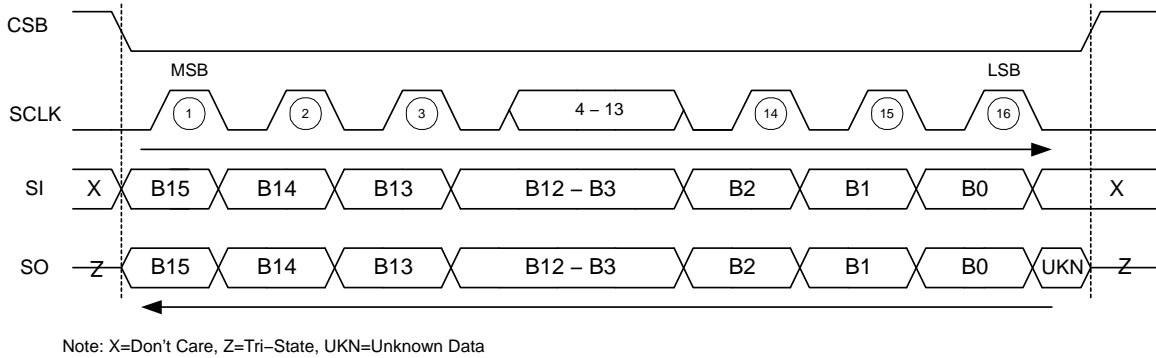 CSB
MSB LSB
SCLK 1 2 3 4 – 13 14 15 16
SI X B15 B14 B13 B12 – B3 B2 B1 B0 X
SO Z B15 B14 B13 B12 – B3 B2 B1 B0 UKN Z
Note: X=Don't Care, Z=Tri–State, UKN=Unknown Data